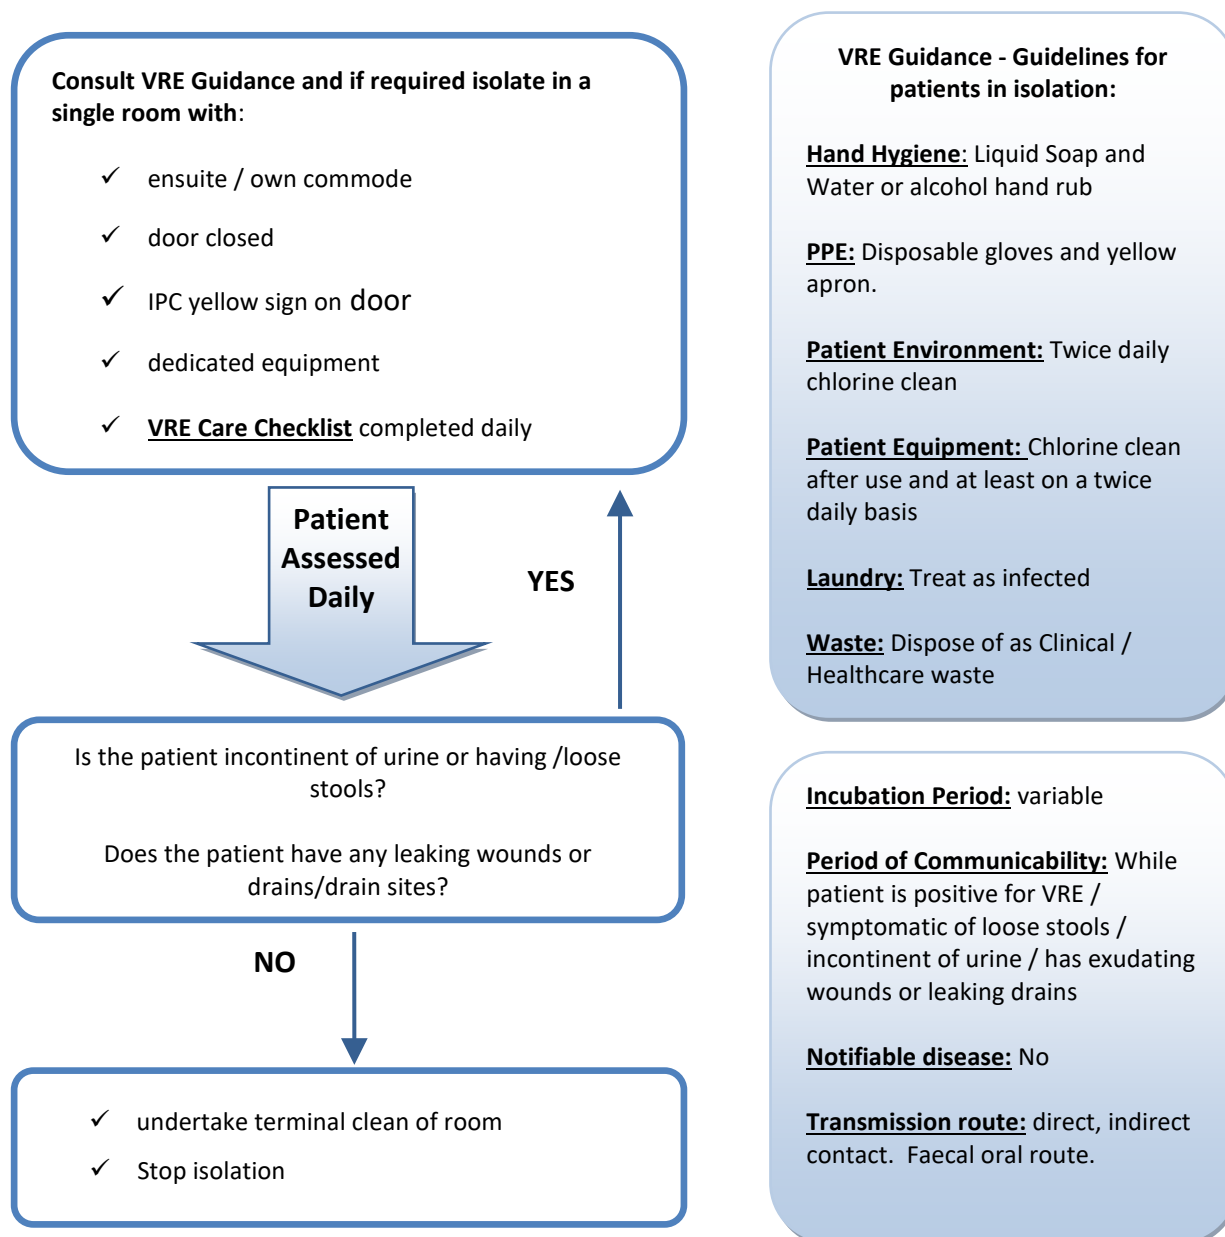 Consult VRE Guidance and if required isolate in a
single room with:
✓ ensuite / own commode
✓ door closed
✓ IPC yellow sign on door
✓ dedicated equipment
✓ VRE Care Checklist completed daily
Patient
Assessed
Daily
YES
Is the patient incontinent of urine or having /loose
stools?
Does the patient have any leaking wounds or
drains/drain sites?
NO
✓ undertake terminal clean of room
✓ Stop isolation
VRE Guidance - Guidelines for
patients in isolation:
Hand Hygiene: Liquid Soap and
Water or alcohol hand rub
PPE: Disposable gloves and yellow
apron.
Patient Environment: Twice daily
chlorine clean
Patient Equipment: Chlorine clean
after use and at least on a twice
daily basis
Laundry: Treat as infected
Waste: Dispose of as Clinical /
Healthcare waste
Incubation Period: variable
Period of Communicability: While
patient is positive for VRE /
symptomatic of loose stools /
incontinent of urine / has exudating
wounds or leaking drains
Notifiable disease: No
Transmission route: direct, indirect
contact. Faecal oral route.